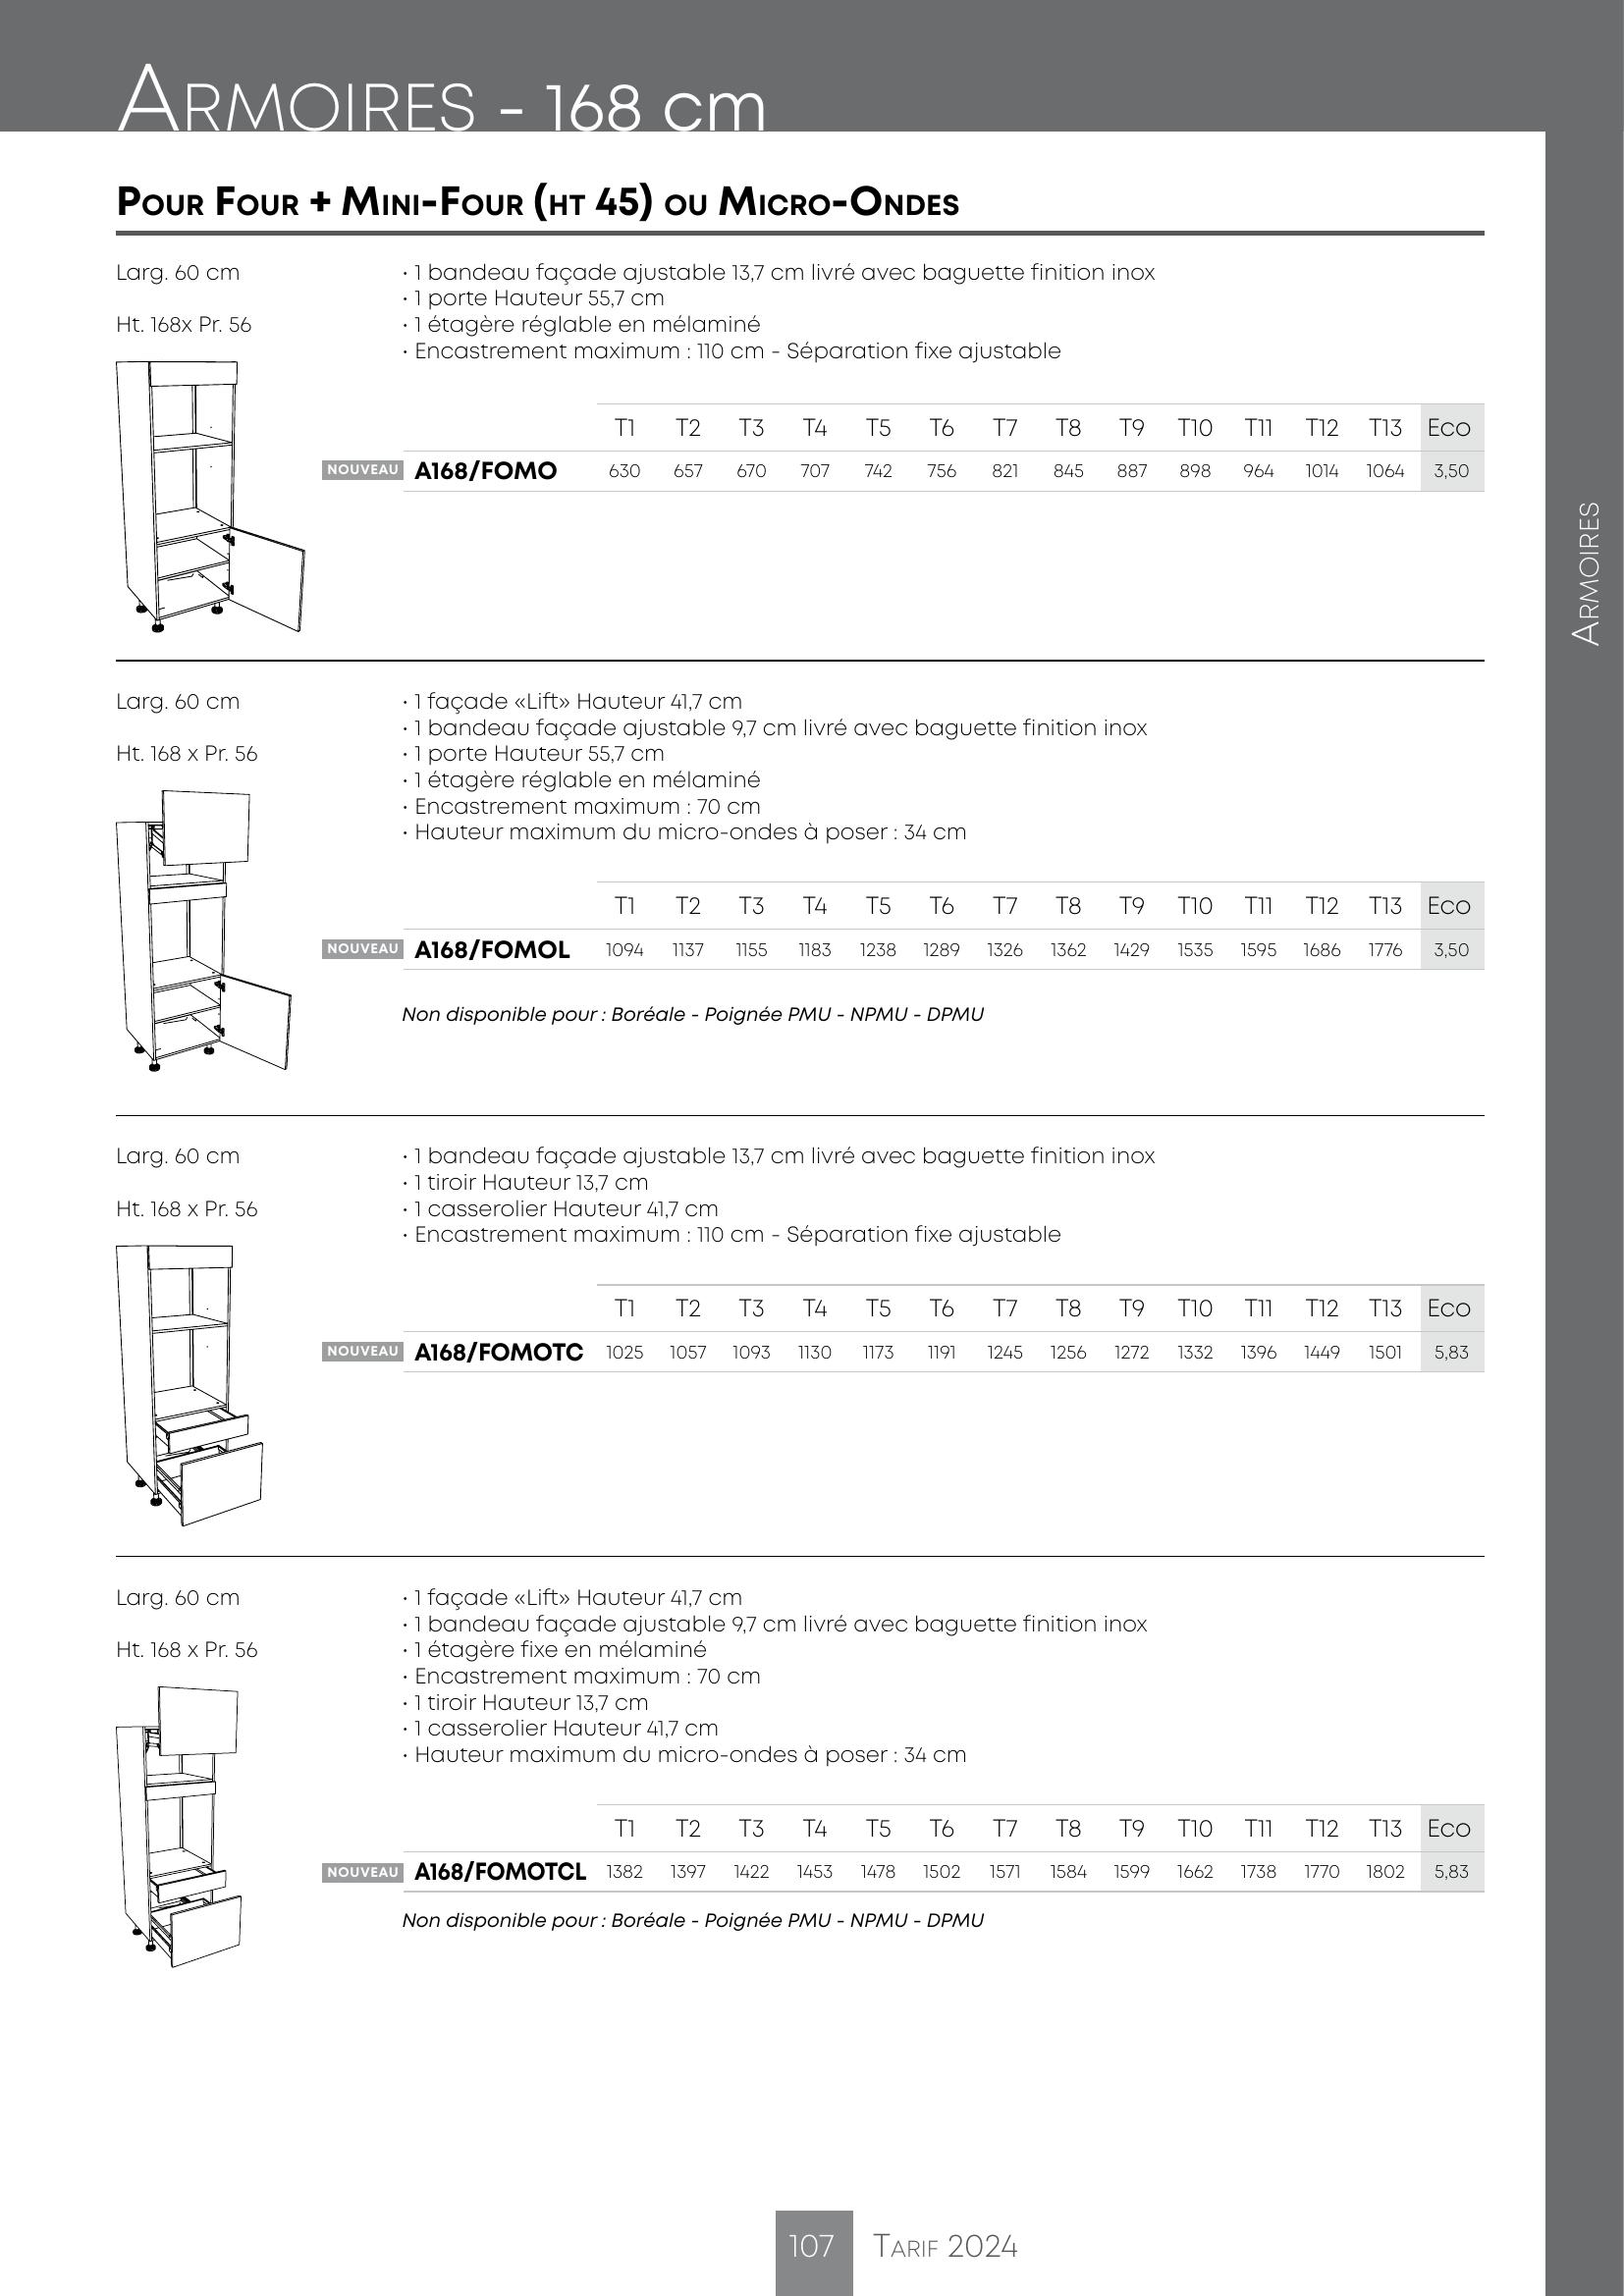 ARMOIRES - 168 cm
POUR FOUR + MINI-FOUR (HT 45) OU MICRO-ONDES
Larg. 60 cm
Ht. 168x Pr. 56
· 1 bandeau façade ajustable 13,7 cm livré avec baguette finition inox
· 1 porte Hauteur 55,7 cm
· 1 étagère réglable en mélaminé
· Encastrement maximum : 110 cm - Séparation fixe ajustable
T1 T2 T3 T4 T5 T6 T7 T8 T9 T10 T11 T12 T13 Eco
NOUVEAU A168/FOMO 630 657 670 707 742 756 821 845 887 898 964 1014 1064 3,50
ARMOIRES
Larg. 60 cm
Ht. 168 x Pr. 56
· 1 façade «Lift» Hauteur 41,7 cm
· 1 bandeau façade ajustable 9,7 cm livré avec baguette finition inox
· 1 porte Hauteur 55,7 cm
· 1 étagère réglable en mélaminé
· Encastrement maximum : 70 cm
· Hauteur maximum du micro-ondes à poser : 34 cm
T1 T2 T3 T4 T5 T6 T7 T8 T9 T10 T11 T12 T13 Eco
NOUVEAU A168/FOMOL 1094 1137 1155 1183 1238 1289 1326 1362 1429 1535 1595 1686 1776 3,50
Non disponible pour : Boréale - Poignée PMU - NPMU - DPMU
Larg. 60 cm
Ht. 168 x Pr. 56
· 1 bandeau façade ajustable 13,7 cm livré avec baguette finition inox
· 1 tiroir Hauteur 13,7 cm
· 1 casserolier Hauteur 41,7 cm
· Encastrement maximum : 110 cm - Séparation fixe ajustable
T1 T2 T3 T4 T5 T6 T7 T8 T9 T10 T11 T12 T13 Eco
NOUVEAU A168/FOMOTC 1025 1057 1093 1130 1173 1191 1245 1256 1272 1332 1396 1449 1501 5,83
Larg. 60 cm
Ht. 168 x Pr. 56
· 1 façade «Lift» Hauteur 41,7 cm
· 1 bandeau façade ajustable 9,7 cm livré avec baguette finition inox
· 1 étagère fixe en mélaminé
· Encastrement maximum : 70 cm
· 1 tiroir Hauteur 13,7 cm
· 1 casserolier Hauteur 41,7 cm
· Hauteur maximum du micro-ondes à poser : 34 cm
T1 T2 T3 T4 T5 T6 T7 T8 T9 T10 T11 T12 T13 Eco
NOUVEAU A168/FOMOTCL 1382 1397 1422 1453 1478 1502 1571 1584 1599 1662 1738 1770 1802 5,83
Non disponible pour : Boréale - Poignée PMU - NPMU - DPMU
107 TARIF 2024